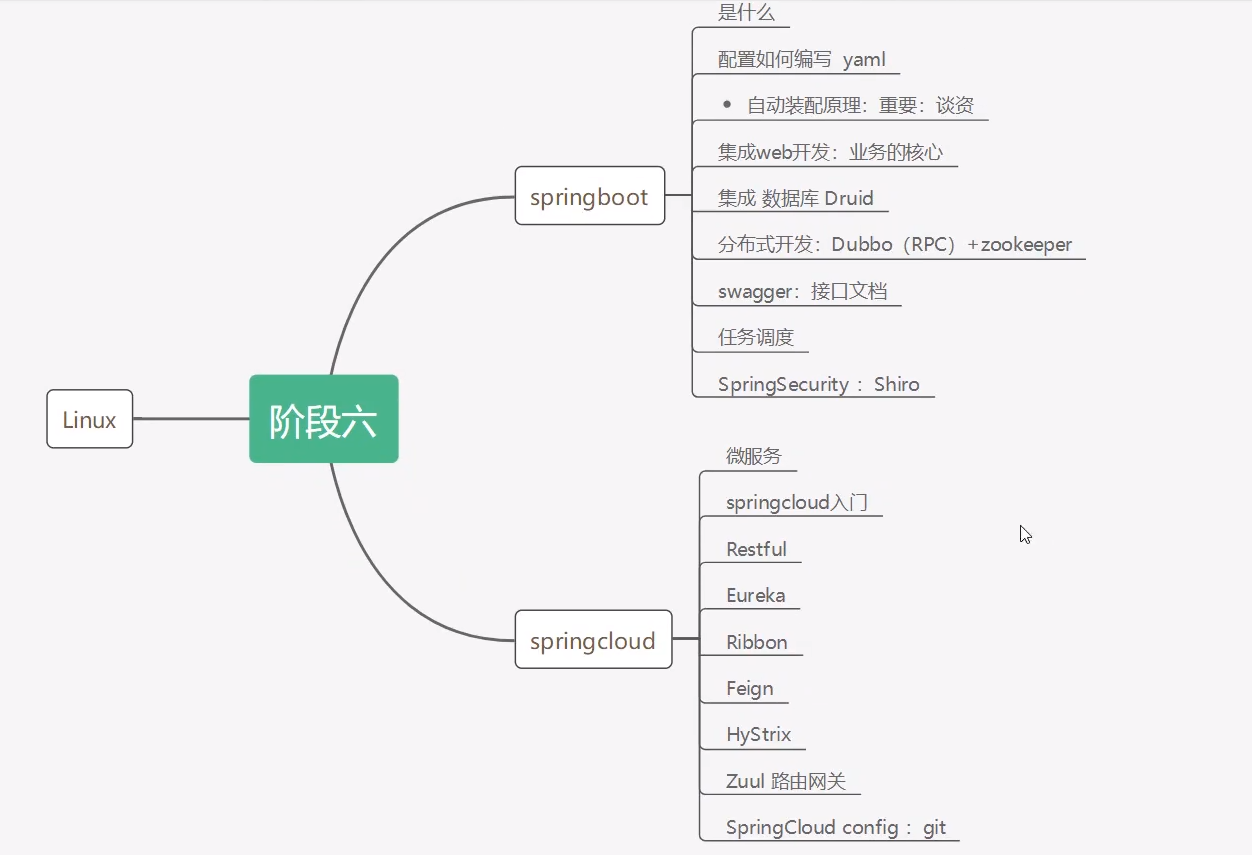 是什么
配置如何编写 yaml
• 自动装配原理：重要：谈资
集成web开发：业务的核心
springboot
集成 数据库 Druid
分布式开发：Dubbo（RPC）+zookeeper
swagger：接口文档
任务调度
SpringSecurity ：Shiro
Linux
阶段六
微服务
springcloud入门
Restful
Eureka
springcloud
Ribbon
Feign
HyStrix
Zuul 路由网关
SpringCloud config ：git